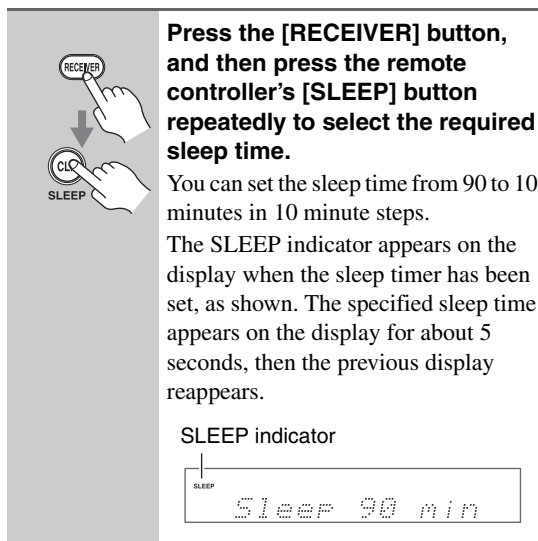 RECEIVER
CL
SLEEP
Press the [RECEIVER] button,
and then press the remote
controller's [SLEEP] button
repeatedly to select the required
sleep time.
You can set the sleep time from 90 to 10
minutes in 10 minute steps.
The SLEEP indicator appears on the
display when the sleep timer has been
set, as shown. The specified sleep time
appears on the display for about 5
seconds, then the previous display
reappears.
SLEEP indicator
SLEEP
Sleep 90 min